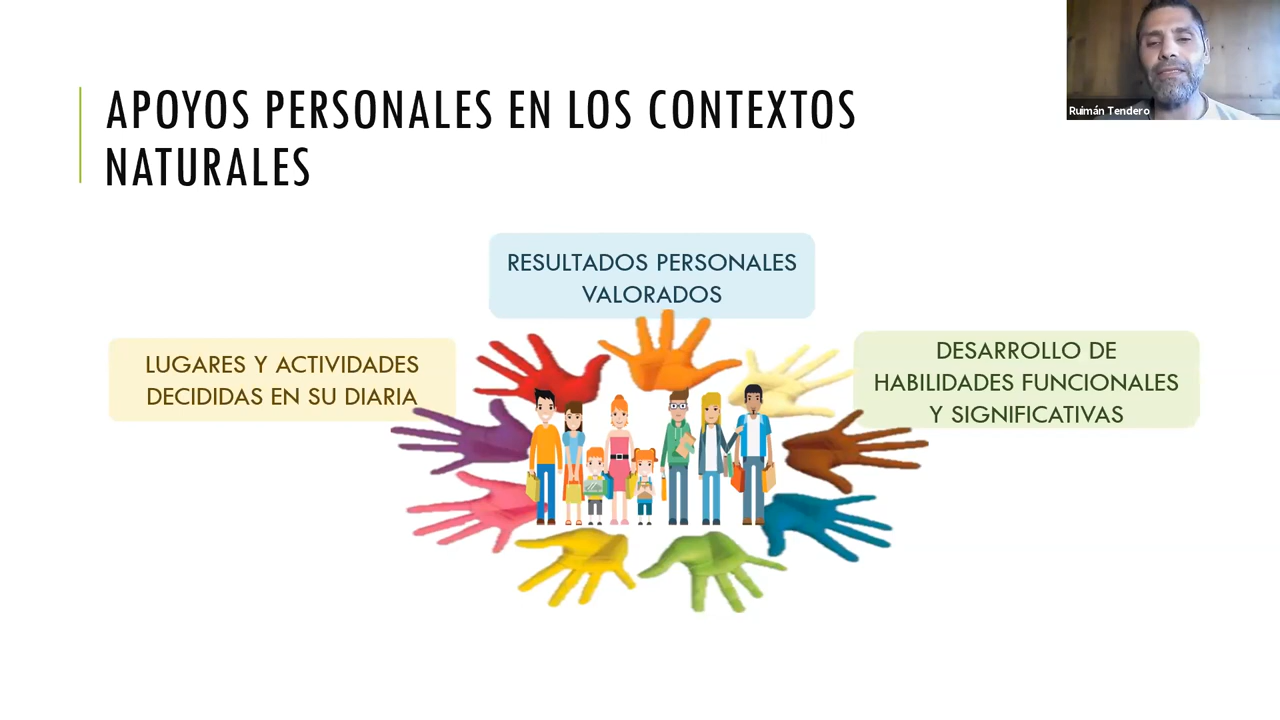 APOYOS PERSONALES EN LOS CONTEXTOS
NATURALES
Ruimán Tendero
RESULTADOS PERSONALES
VALORADOS
LUGARES Y ACTIVIDADES
DECIDIDAS EN SU DIARIA
DESARROLLO DE
HABILIDADES FUNCIONALES
Y SIGNIFICATIVAS